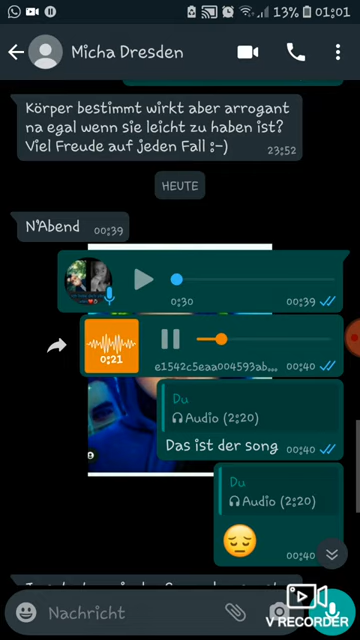 13% 01:01
Micha Dresden
Körper bestimmt wirkt aber arrogant
na egal wenn sie leicht zu haben ist?
Viel Freude auf jeden Fall :-)
23:52
HEUTE
N'Abend 00:39
0:30 00:39
0:21
e1542c5eaa004593ab... 00:40
Du
Audio (2:20)
Das ist der song 00:40
Du
Audio (2:20)
😔
00:40
Nachricht
V RECORDER